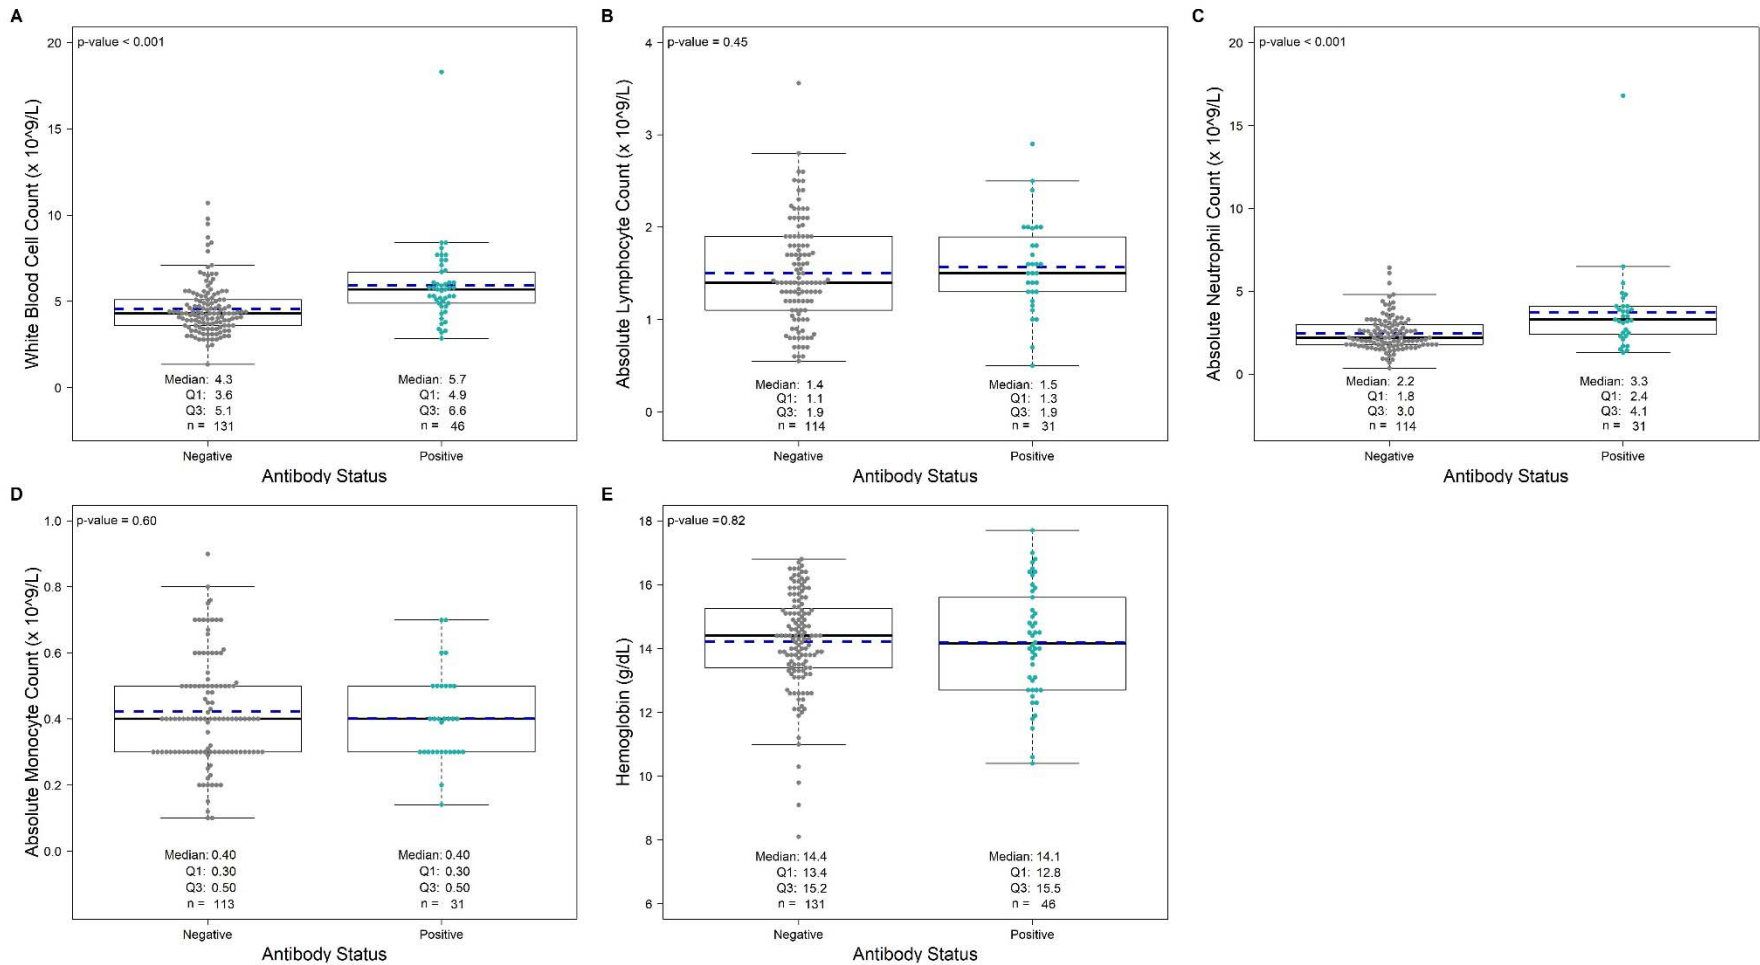 A
p-value < 0.001
White Blood Cell Count (x 10^9/L)
20
15
10
5
0
Median: 4.3
Q1: 3.6
Q3: 5.1
n = 131
Median: 5.7
Q1: 4.9
Q3: 6.6
n = 46
Negative
Positive
Antibody Status
B
p-value = 0.45
Absolute Lymphocyte Count (x 10^9/L)
4
3
2
1
0
Median: 1.4
Q1: 1.1
Q3: 1.9
n = 114
Median: 1.5
Q1: 1.3
Q3: 1.9
n = 31
Negative
Positive
Antibody Status
C
p-value < 0.001
Absolute Neutrophil Count (x 10^9/L)
20
15
10
5
0
Median: 2.2
Q1: 1.8
Q3: 3.0
n = 114
Median: 3.3
Q1: 2.4
Q3: 4.1
n = 31
Negative
Positive
Antibody Status
D
p-value = 0.60
Absolute Monocyte Count (x 10^9/L)
1.0
0.8
0.6
0.4
0.2
0.0
Median: 0.40
Q1: 0.30
Q3: 0.50
n = 113
Median: 0.40
Q1: 0.30
Q3: 0.50
n = 31
Negative
Positive
Antibody Status
E
p-value =0.82
Hemoglobin (g/dL)
18
16
14
12
10
8
6
Median: 14.4
Q1: 13.4
Q3: 15.2
n = 131
Median: 14.1
Q1: 12.8
Q3: 15.5
n = 46
Negative
Positive
Antibody Status